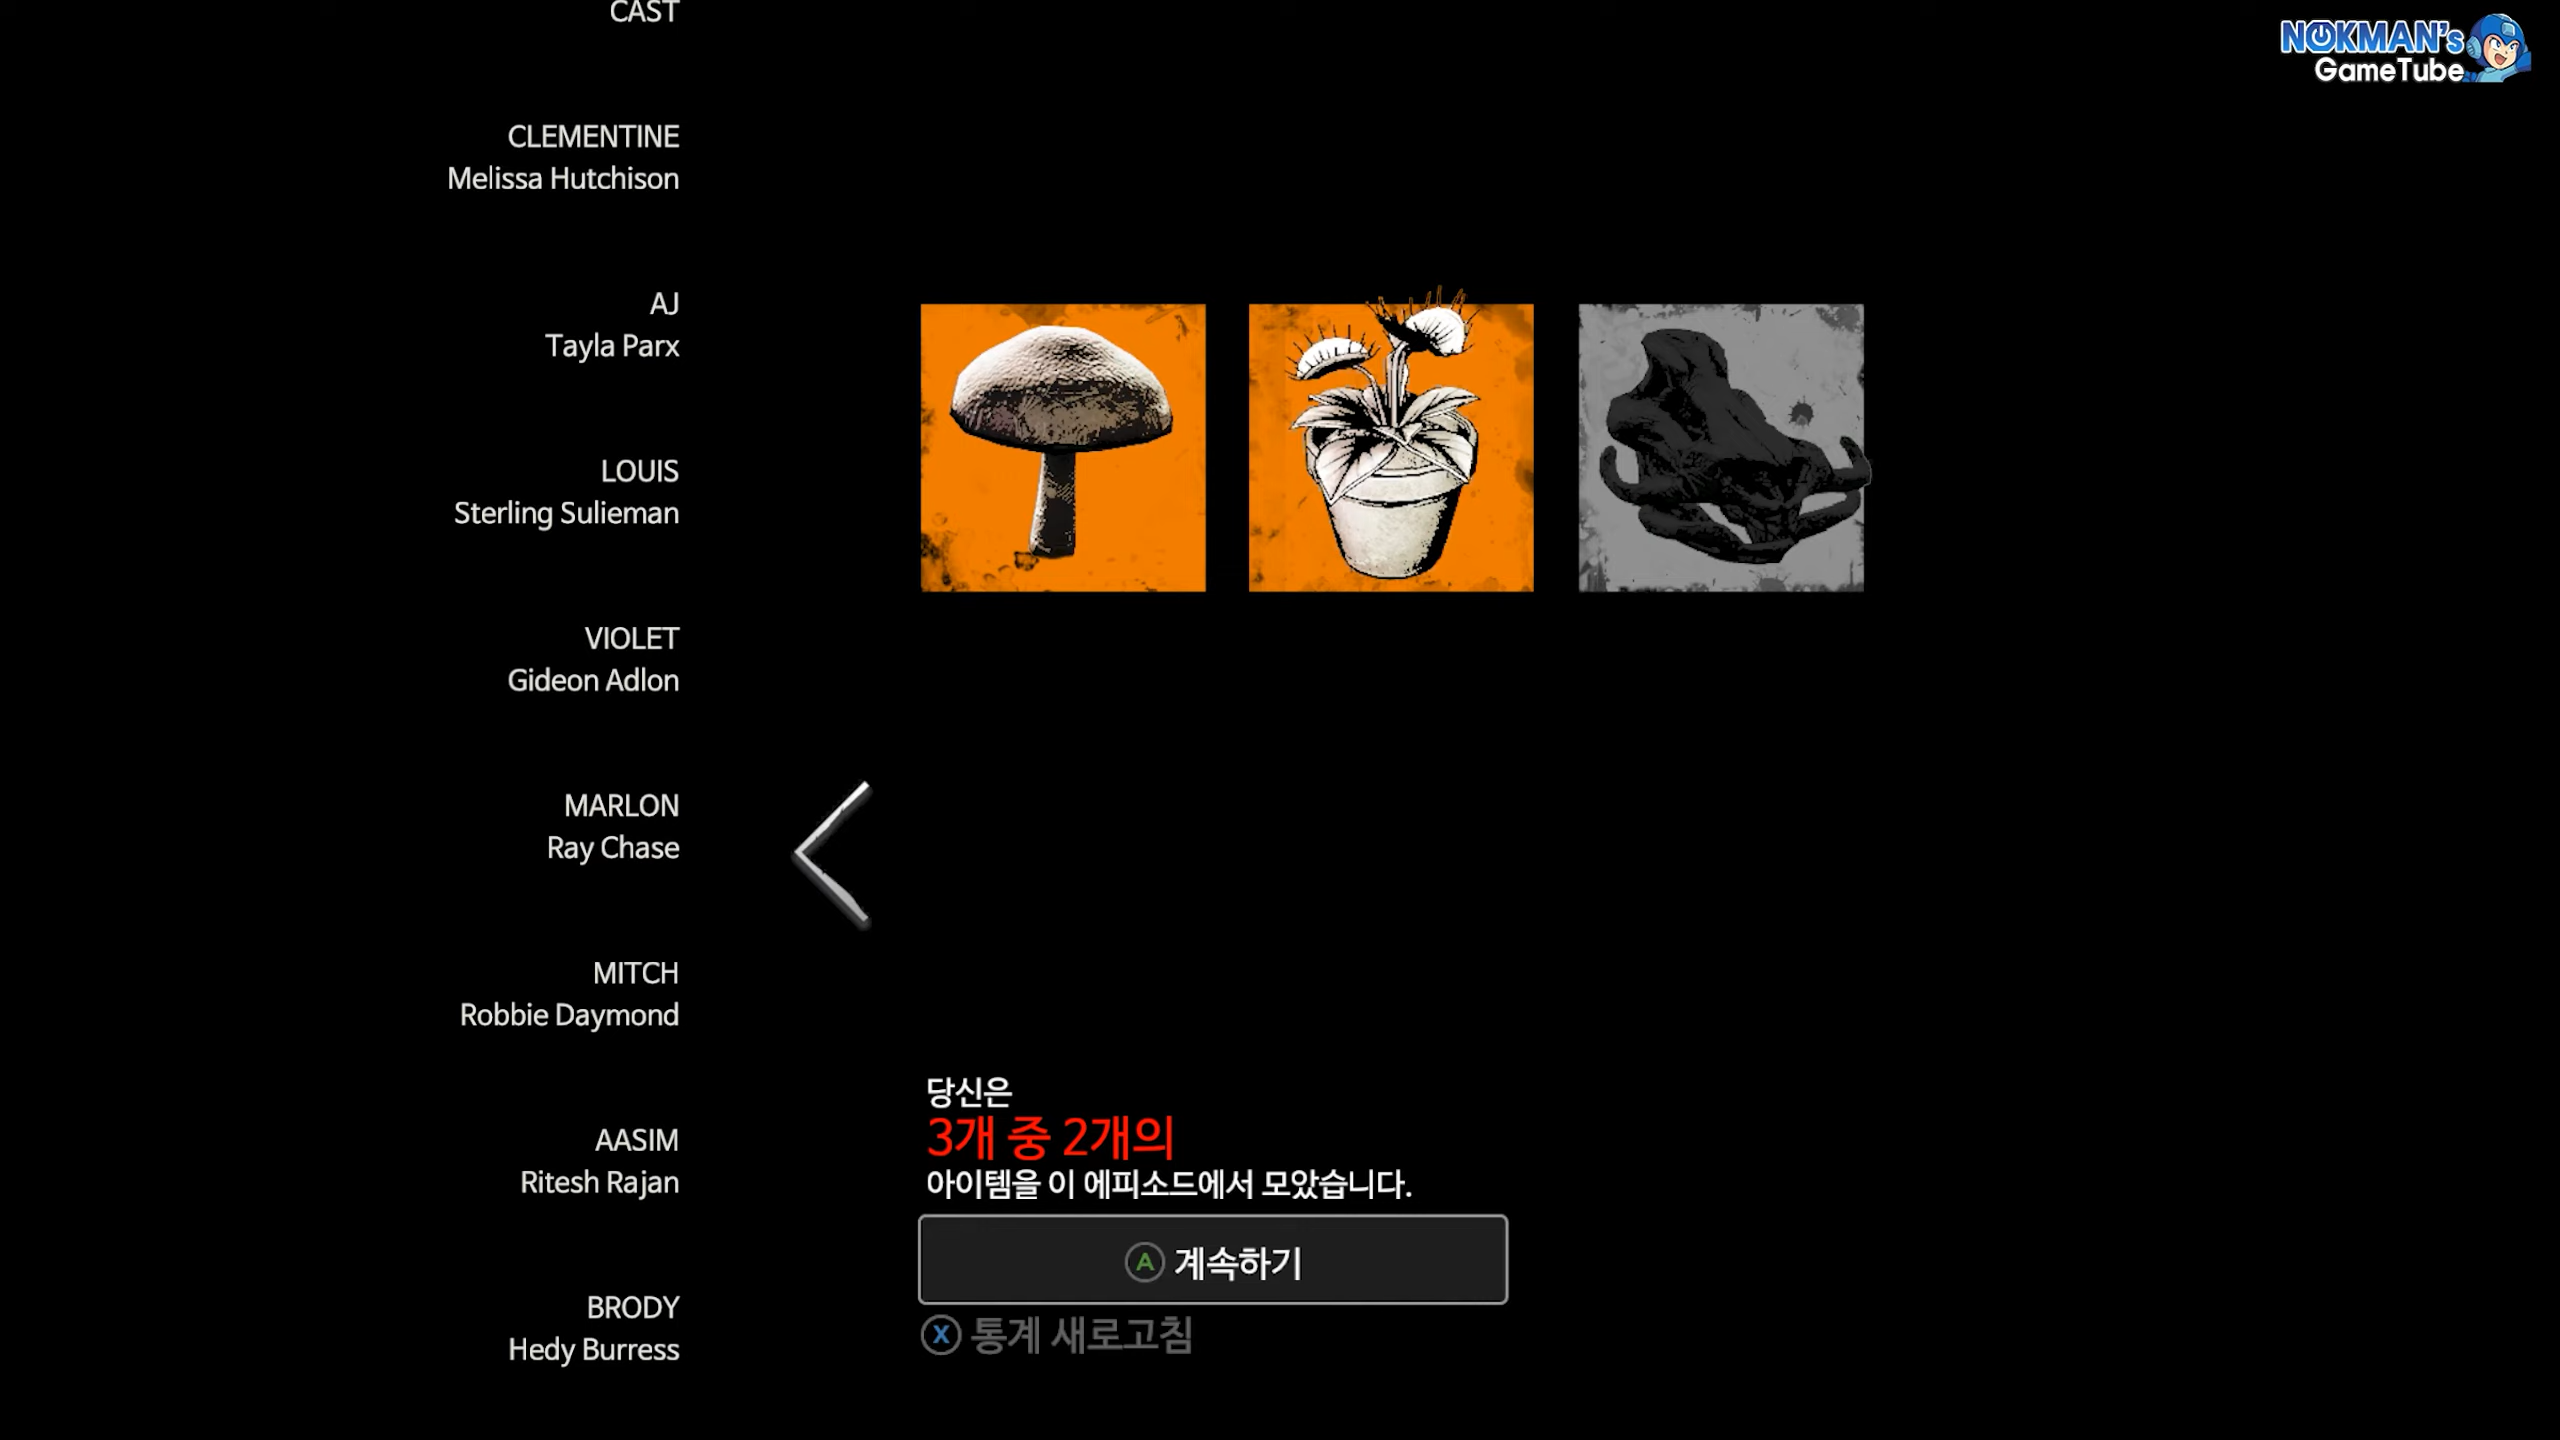 CAST
CLEMENTINE
Melissa Hutchison
AJ
Tayla Parx
LOUIS
Sterling Sulieman
VIOLET
Gideon Adlon
MARLON
Ray Chase
MITCH
Robbie Daymond
AASIM
Ritesh Rajan
BRODY
Hedy Burress
NOKMAN's
GameTube
당신은
3개 중 2개의
아이템을 이 에피소드에서 모았습니다.
A 계속하기
X 통계 새로고침